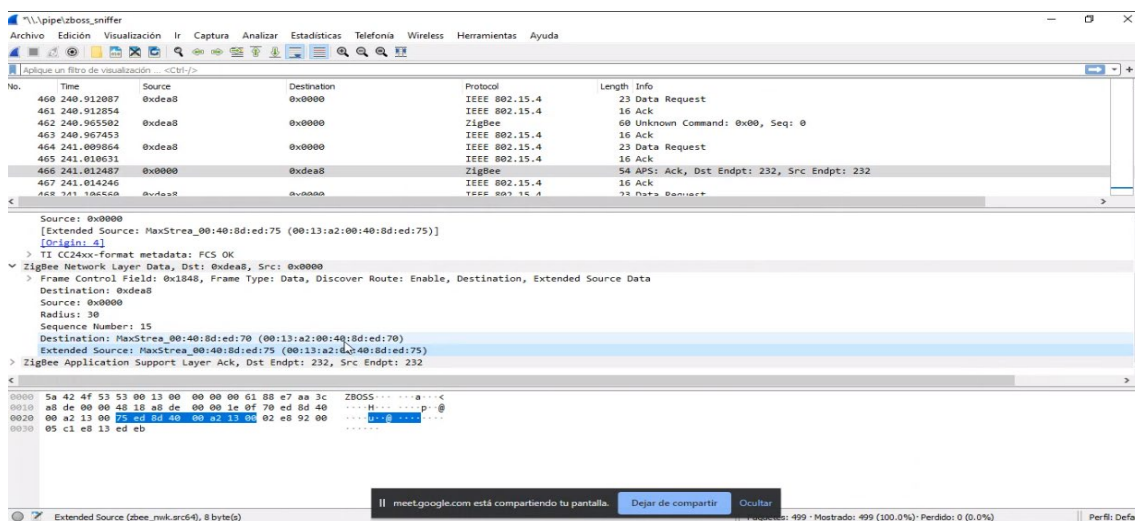 *\\.\pipe\zboss_sniffer
Archivo Edición Visualización Ir Captura Analizar Estadísticas Telefonía Wireless Herramientas Ayuda
Aplique un filtro de visualización ... <Ctrl-/>
No. Time Source Destination Protocol Length Info
460 240.912087 0xdea8 0x0000 IEEE 802.15.4 23 Data Request
461 240.912854 IEEE 802.15.4 16 Ack
462 240.965502 0xdea8 0x0000 ZigBee 60 Unknown Command: 0x00, Seq: 0
463 240.967453 IEEE 802.15.4 16 Ack
464 241.009864 0xdea8 0x0000 IEEE 802.15.4 23 Data Request
465 241.010631 IEEE 802.15.4 16 Ack
466 241.012487 0x0000 0xdea8 ZigBee 54 APS: Ack, Dst Endpt: 232, Src Endpt: 232
467 241.014246 IEEE 802.15.4 16 Ack
468 241.106560 0xdea8 0x0000 IEEE 802.15.4 23 Data Request
Source: 0x0000
[Extended Source: MaxStrea_00:40:8d:ed:75 (00:13:a2:00:40:8d:ed:75)]
[Origin: 4]
TI CC24xx-format metadata: FCS OK
ZigBee Network Layer Data, Dst: 0xdea8, Src: 0x0000
Frame Control Field: 0x1848, Frame Type: Data, Discover Route: Enable, Destination, Extended Source Data
Destination: 0xdea8
Source: 0x0000
Radius: 30
Sequence Number: 15
Destination: MaxStrea_00:40:8d:ed:70 (00:13:a2:00:40:8d:ed:70)
Extended Source: MaxStrea_00:40:8d:ed:75 (00:13:a2:00:40:8d:ed:75)
ZigBee Application Support Layer Ack, Dst Endpt: 232, Src Endpt: 232
0000 5a 42 4f 53 53 00 13 00 00 00 00 61 88 e7 aa 3c ZBOSS··· ···a···<
0010 a8 de 00 00 48 18 a8 de 00 00 1e 0f 70 ed 8d 40 ····H··· ····p··@
0020 00 a2 13 00 75 ed 8d 40 00 a2 13 00 02 e8 92 00 ····u··@ ········
0030 05 c1 e8 13 ed eb ······
meet.google.com está compartiendo tu pantalla. Dejar de compartir Ocultar
Extended Source (zbee_nwk.src64), 8 byte(s) Paquetes: 499 · Mostrado: 499 (100.0%) · Perdido: 0 (0.0%) Perfil: Defa